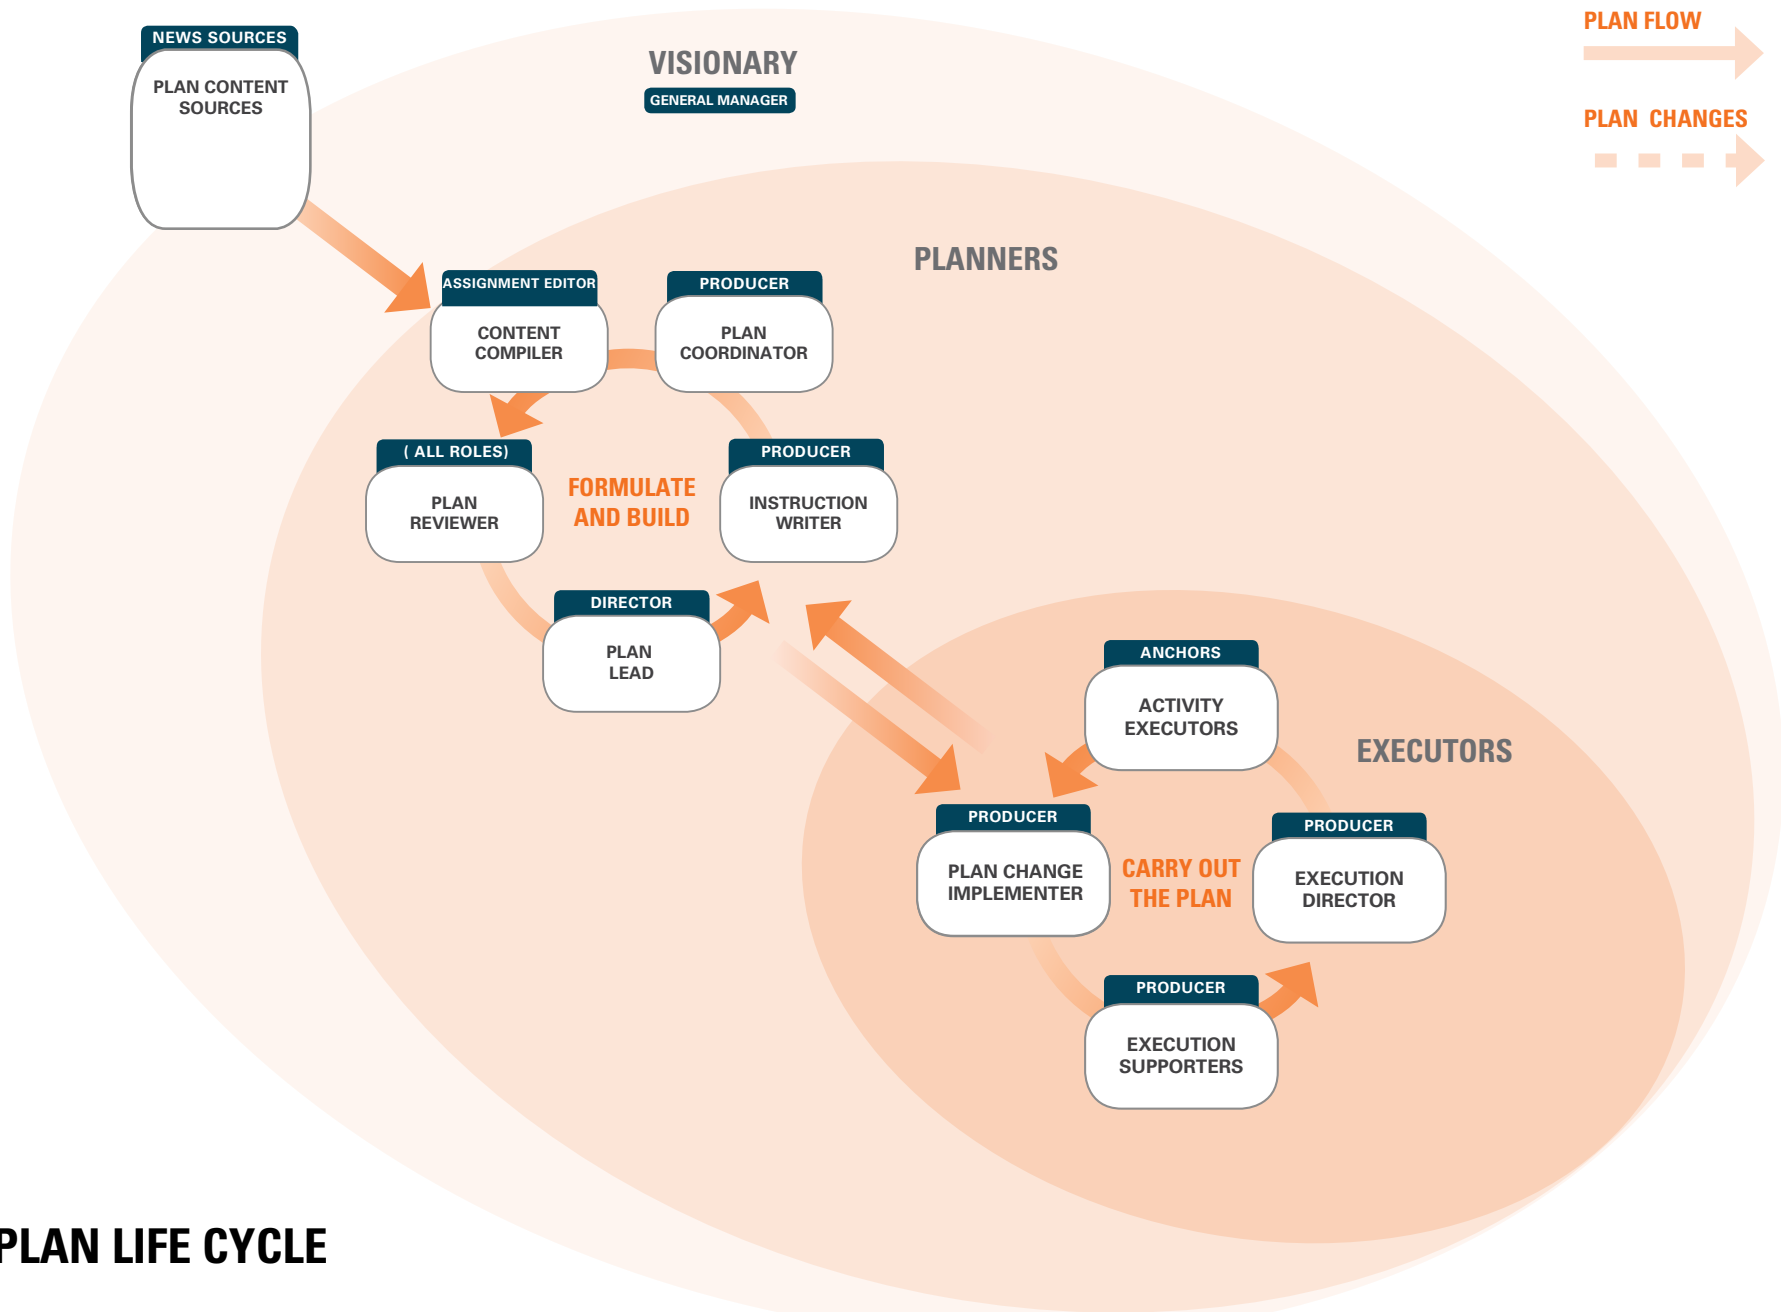 PLAN FLOW
NEWS SOURCES
PLAN CONTENT
SOURCES
VISIONARY
GENERAL MANAGER
PLAN CHANGES
PLANNERS
ASSIGNMENT EDITOR
CONTENT
COMPILER
PRODUCER
PLAN
COORDINATOR
( ALL ROLES)
PLAN
REVIEWER
FORMULATE
AND BUILD
PRODUCER
INSTRUCTION
WRITER
DIRECTOR
PLAN
LEAD
ANCHORS
ACTIVITY
EXECUTORS
EXECUTORS
PRODUCER
PLAN CHANGE
IMPLEMENTER
CARRY OUT
THE PLAN
PRODUCER
EXECUTION
DIRECTOR
PRODUCER
EXECUTION
SUPPORTERS
PLAN LIFE CYCLE